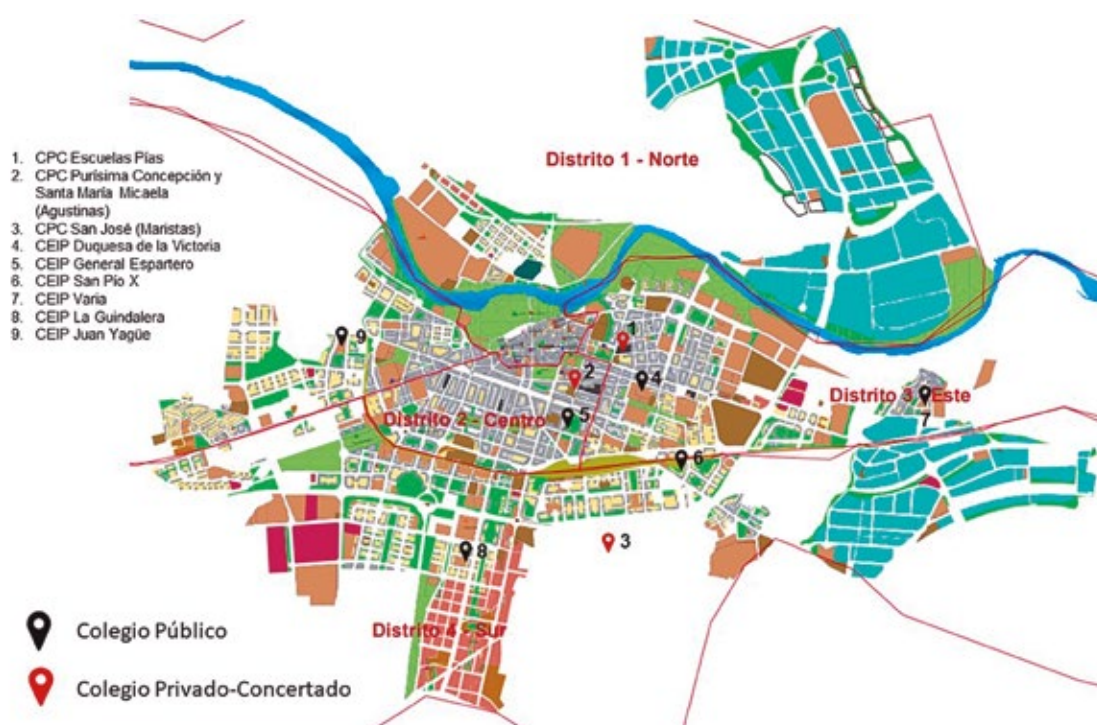 1. CPC Escuelas Pías
2. CPC Purísima Concepción y
Santa María Micaela
(Agustinas)
3. CPC San José (Maristas)
4. CEIP Duquesa de la Victoria
5. CEIP General Espartero
6. CEIP San Pío X
7. CEIP Varia
8. CEIP La Guindalera
9. CEIP Juan Yagüe
Distrito 1 - Norte
9
1
2
4
Distrito 3 - Este
7
Distrito 2 - Centro
5
6
3
8
Distrito 4 - Sur
Colegio Público
Colegio Privado-Concertado